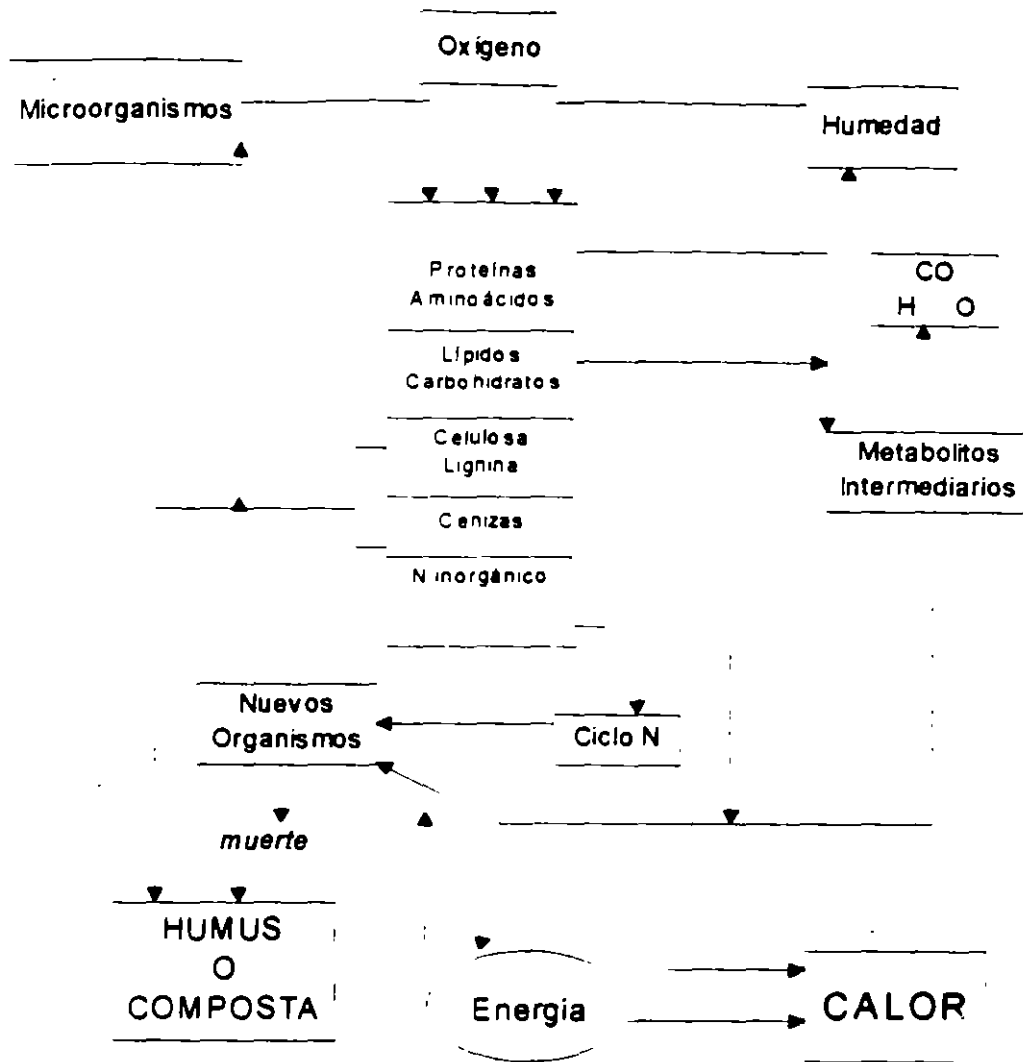 Oxígeno
Microorganismos
Humedad
Proteínas
Aminoácidos
CO
H O
Lípidos
Carbohidratos
Celulosa
Lignina
Metabolitos
Intermediarios
Cenizas
N inorgánico
Nuevos
Organismos
Ciclo N
muerte
HUMUS
O
COMPOSTA
Energia
CALOR